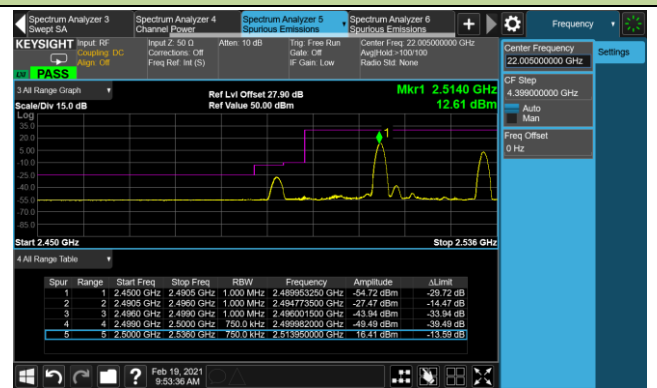 Spectrum Analyzer 3
Swept SA
Spectrum Analyzer 4
Channel Power
Spectrum Analyzer 5
Spurious Emissions
Spectrum Analyzer 6
Spurious Emissions
Frequency
KEYSIGHT
Input: RF
Coupling: DC
Align: Off
Input Z: 50 Ω
Corrections: Off
Freq Ref: Int (S)
Atten: 10 dB
Trig: Free Run
Gate: Off
IF Gain: Low
Center Freq: 22.005000000 GHz
Avg|Hold:>100/100
Radio Std: None
PASS
Center Frequency
22.005000000 GHz
Settings
CF Step
4.399000000 GHz
Auto
Man
Freq Offset
0 Hz
3 All Range Graph
Ref Lvl Offset 27.90 dB
Mkr1 2.5140 GHz
Scale/Div 15.0 dB
Ref Value 50.00 dBm
12.61 dBm
Log
35.0
20.0
5.00
-10.0
-25.0
-40.0
-55.0
-70.0
-85.0
1
Start 2.450 GHz
Stop 2.536 GHz
4 All Range Table
Spur Range Start Freq Stop Freq RBW Frequency Amplitude ΔLimit
1 1 2.4500 GHz 2.4905 GHz 1.000 MHz 2.489953250 GHz -54.72 dBm -29.72 dB
2 2 2.4905 GHz 2.4960 GHz 1.000 MHz 2.494773500 GHz -27.47 dBm -14.47 dB
3 3 2.4960 GHz 2.4990 GHz 1.000 MHz 2.496001500 GHz -43.94 dBm -33.94 dB
4 4 2.4990 GHz 2.5000 GHz 750.0 kHz 2.499982000 GHz -49.49 dBm -39.49 dB
5 5 2.5000 GHz 2.5360 GHz 750.0 kHz 2.513950000 GHz 16.41 dBm -13.59 dB
Feb 19, 2021
9:53:36 AM